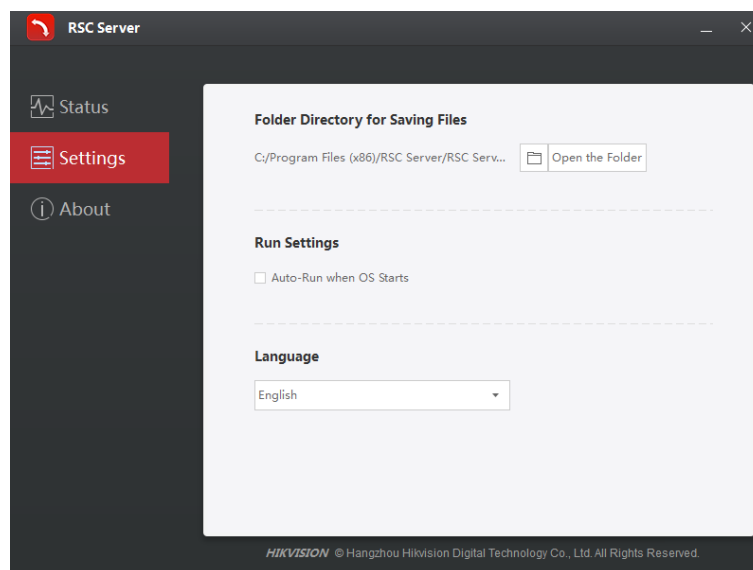 RSC Server
Status
Settings
About
Folder Directory for Saving Files
C:/Program Files (x86)/RSC Server/RSC Serv... Open the Folder
Run Settings
Auto-Run when OS Starts
Language
English
HIKVISION © Hangzhou Hikvision Digital Technology Co., Ltd. All Rights Reserved.